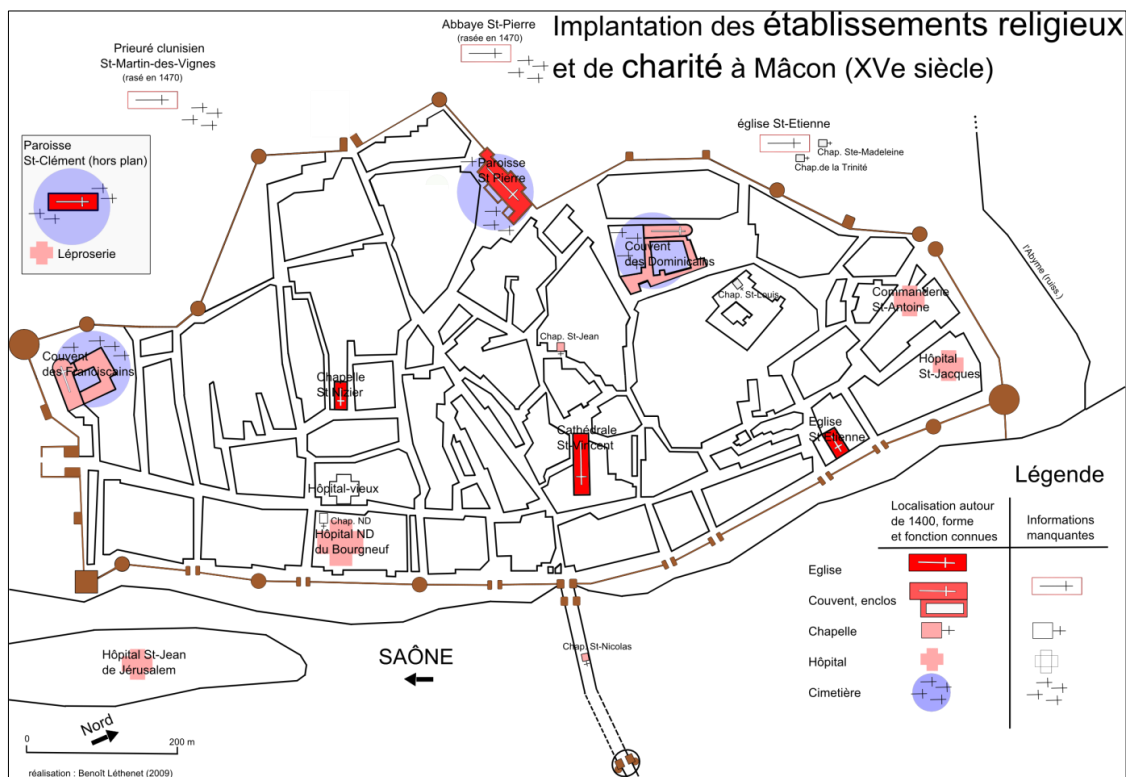 Implantation des établissements religieux
et de charité à Mâcon (XVe siècle)
Prieuré clunisien
St-Martin-des-Vignes
(rasé en 1470)
Abbaye St-Pierre
(rasée en 1470)
Paroisse
St-Clément (hors plan)
Léproserie
Paroisse
St Pierre
église St-Etienne
Chap. Ste-Madeleine
Chap.de la Trinité
l'Abyme (ruiss.)
Couvent
des Dominicains
Chap. St-Louis
Commanderie
St-Antoine
Hôpital
St-Jacques
Couvent
des Franciscains
Chap. St-Jean
Chapelle
St Nizier
Cathédrale
St-Vincent
Eglise
St Etienne
Hôpital-vieux
Chap. ND
Hôpital ND
du Bourgneuf
Chap. St-Nicolas
Hôpital St-Jean
de Jérusalem
SAÔNE
Nord
0 200 m
réalisation : Benoît Léthenet (2009)
Légende
Localisation autour
de 1400, forme
et fonction connues
Informations
manquantes
Eglise
Couvent, enclos
Chapelle
Hôpital
Cimetière